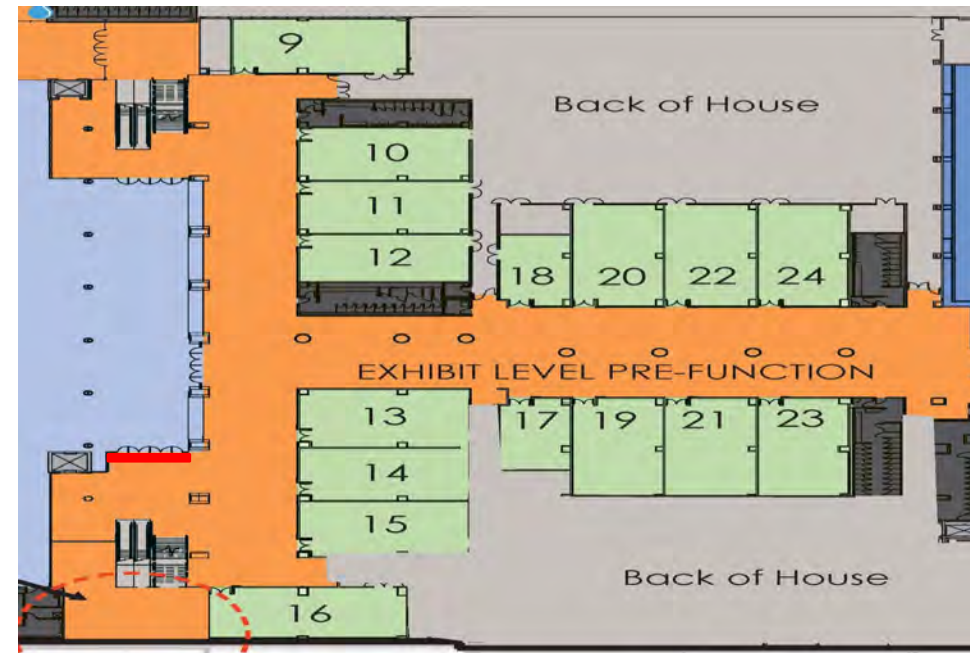 9
Back of House
10
11
12
18 20 22 24
EXHIBIT LEVEL PRE-FUNCTION
13
17 19 21 23
14
15
Back of House
16